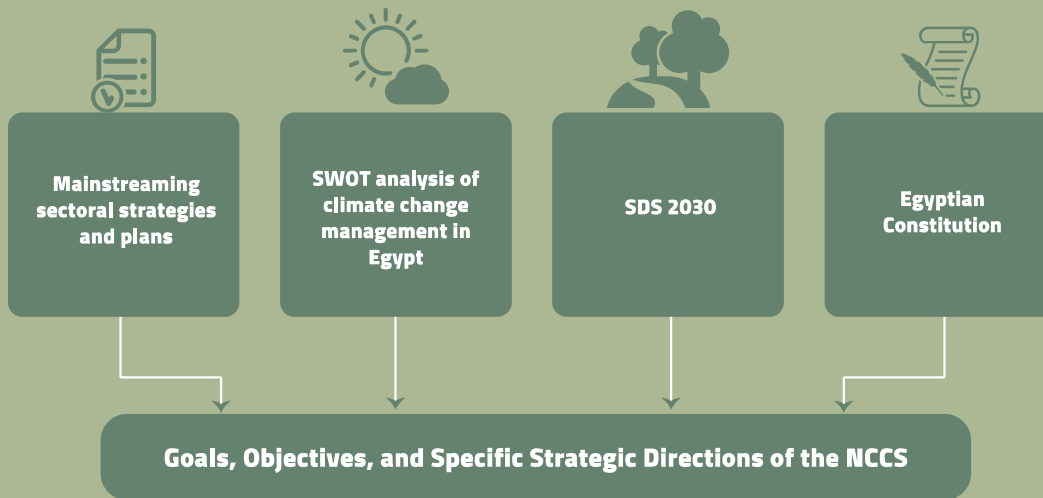 Mainstreaming
sectoral strategies
and plans
SWOT analysis of
climate change
management in
Egypt
SDS 2030
Egyptian
Constitution
Goals, Objectives, and Specific Strategic Directions of the NCCS